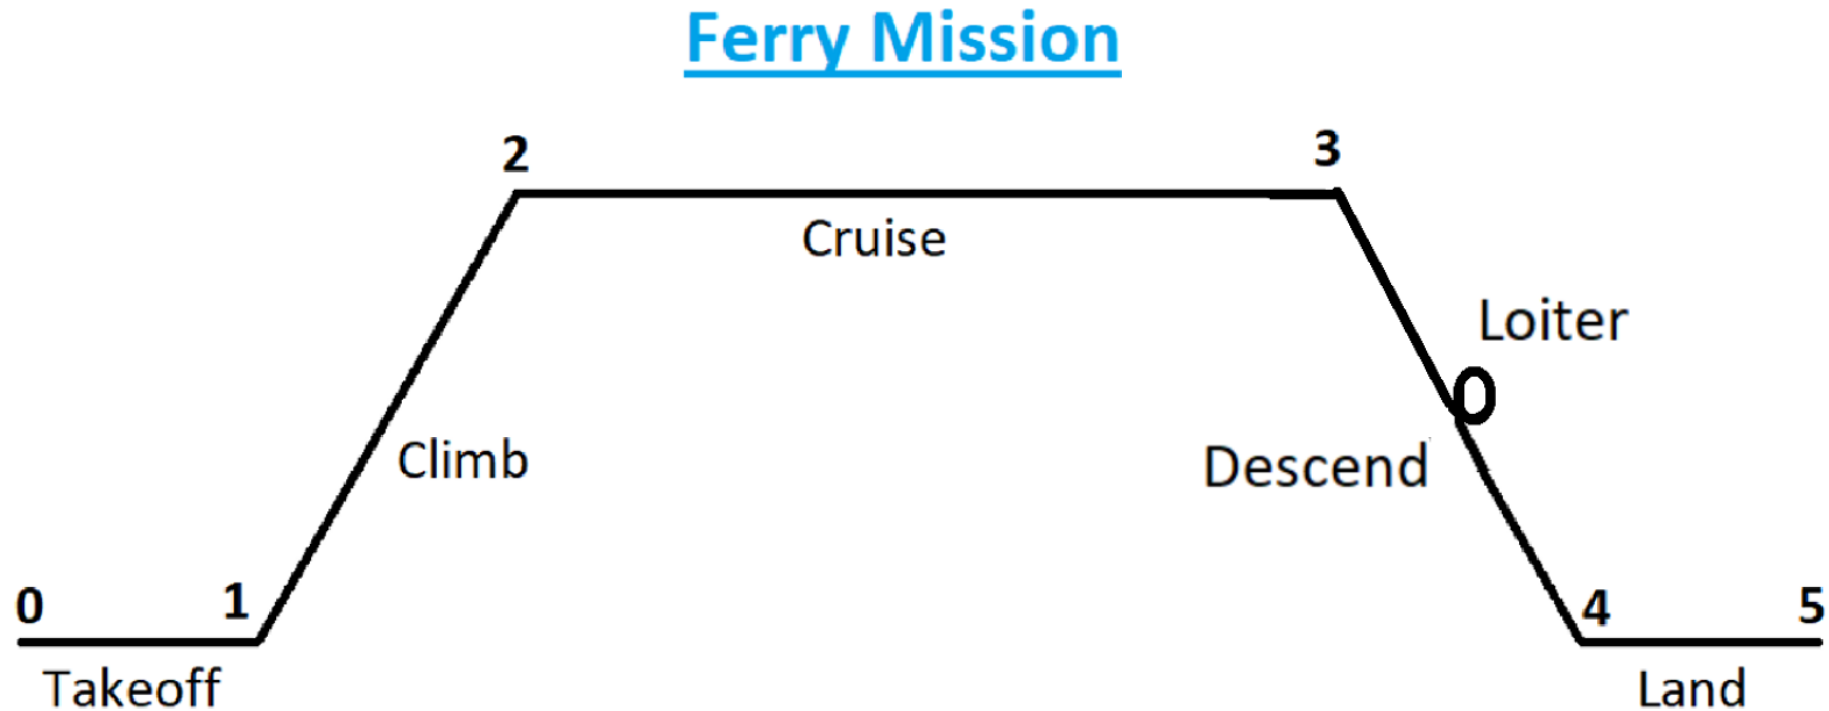 Ferry Mission
2
3
Cruise
Loiter
Climb
Descend
0
1
4
5
Takeoff
Land